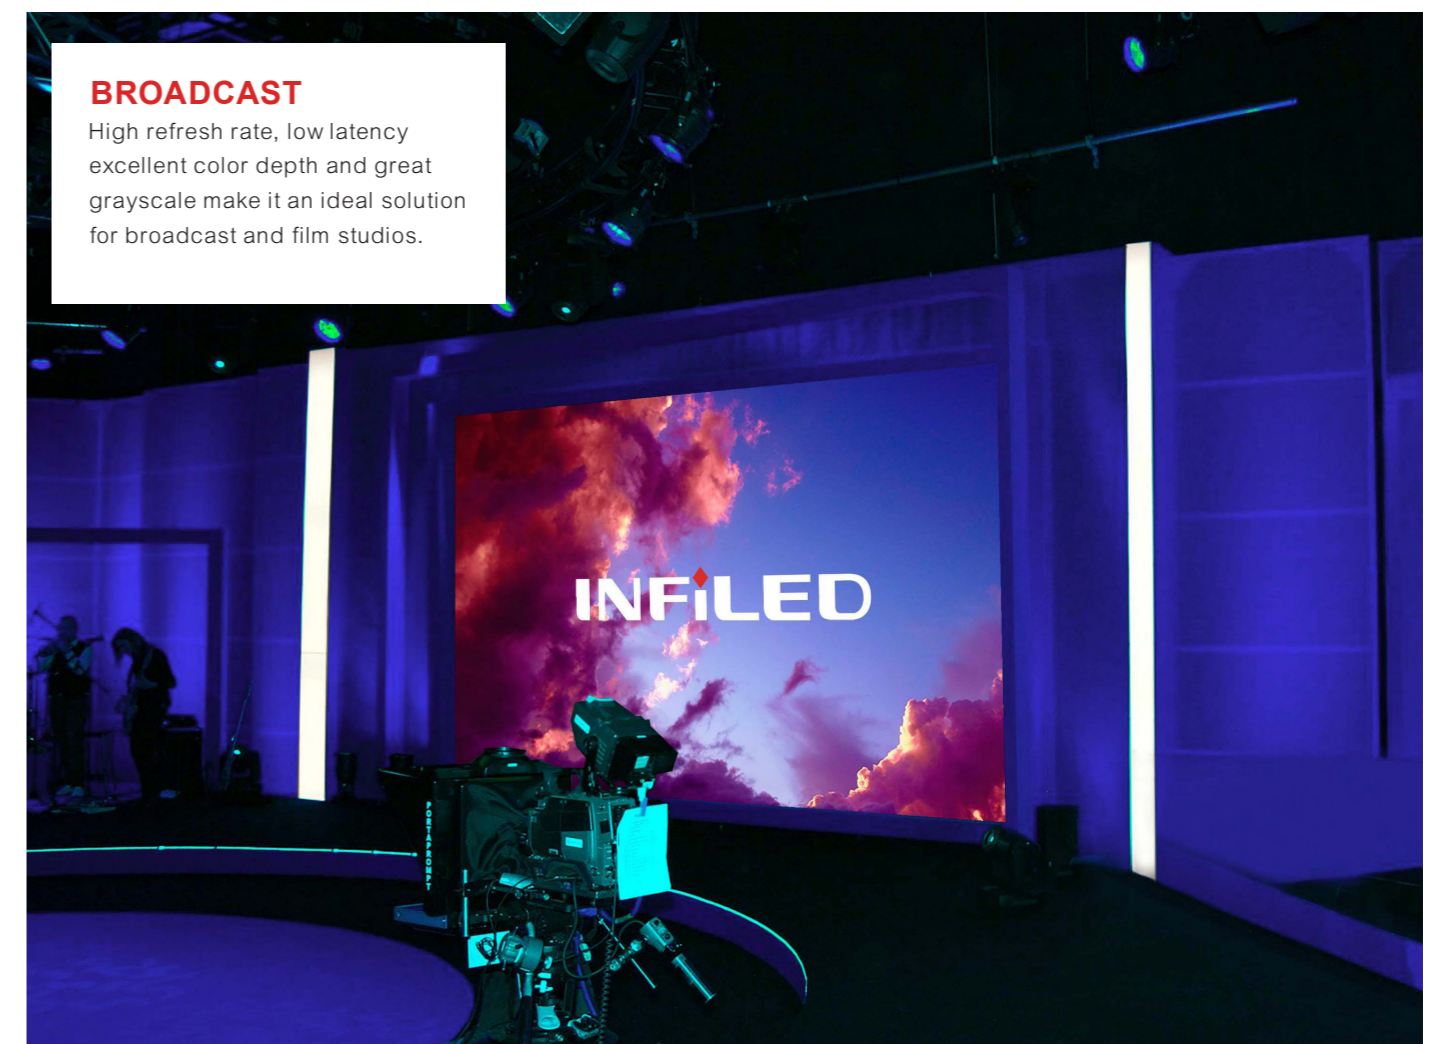 BROADCAST
High refresh rate, low latency
excellent color depth and great
grayscale make it an ideal solution
for broadcast and film studios.
INFiLED
PORTAPROMPT